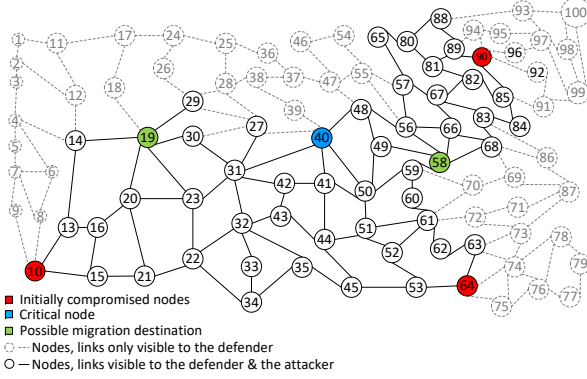 88 93 100
1 11 17 24 25 36 46 54 65 80 94 95 97 98
2 26 38 37 47 55 81 89 90 96
3 18 28 57 82 92
12 29 39 48 67 85 91 99
4 14 19 30 27 40 56 66 83 84
5 49 58 68 86
7 6 31 42 41 50 59 70 69 87
9 8 20 23 43 60 72 71
13 16 32 44 51 61 73 78
10 15 21 22 33 35 52 62 63 74 79
34 45 53 64 75 76 77
Initially compromised nodes
Critical node
Possible migration destination
Nodes, links only visible to the defender
Nodes, links visible to the defender & the attacker